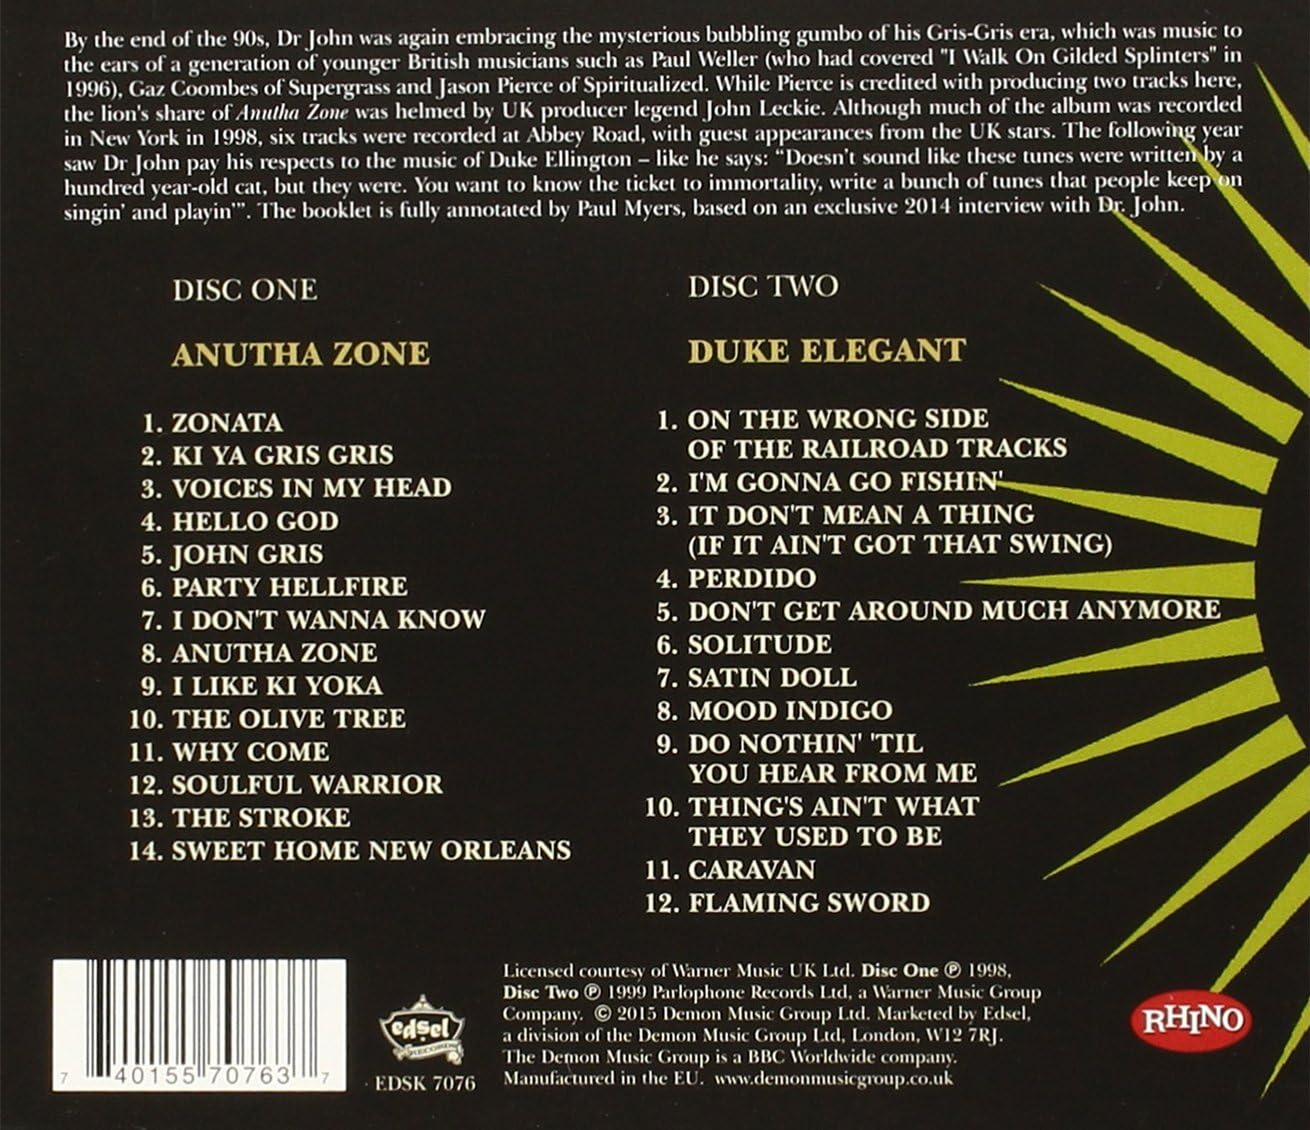 By the end of the 90s, Dr John was again embracing the mysterious bubbling gumbo of his Gris-Gris era, which was music to
the ears of a generation of younger British musicians such as Paul Weller (who had covered "I Walk On Gilded Splinters" in
1996), Gaz Coombes of Supergrass and Jason Pierce of Spiritualized. While Pierce is credited with producing two tracks here,
the lion's share of Anutha Zone was helmed by UK producer legend John Leckie. Although much of the album was recorded
in New York in 1998, six tracks were recorded at Abbey Road, with guest appearances from the UK stars. The following year
saw Dr John pay his respects to the music of Duke Ellington – like he says: “Doesn't sound like these tunes were written by a
hundred year-old cat, but they were. You want to know the ticket to immortality, write a bunch of tunes that people keep on
singin' and playin'”. The booklet is fully annotated by Paul Myers, based on an exclusive 2014 interview with Dr. John.
DISC ONE
ANUTHA ZONE
1. ZONATA
2. KI YA GRIS GRIS
3. VOICES IN MY HEAD
4. HELLO GOD
5. JOHN GRIS
6. PARTY HELLFIRE
7. I DON'T WANNA KNOW
8. ANUTHA ZONE
9. I LIKE KI YOKA
10. THE OLIVE TREE
11. WHY COME
12. SOULFUL WARRIOR
13. THE STROKE
14. SWEET HOME NEW ORLEANS
DISC TWO
DUKE ELEGANT
1. ON THE WRONG SIDE
OF THE RAILROAD TRACKS
2. I'M GONNA GO FISHIN'
3. IT DON'T MEAN A THING
(IF IT AIN'T GOT THAT SWING)
4. PERDIDO
5. DON'T GET AROUND MUCH ANYMORE
6. SOLITUDE
7. SATIN DOLL
8. MOOD INDIGO
9. DO NOTHIN' 'TIL
YOU HEAR FROM ME
10. THING'S AIN'T WHAT
THEY USED TO BE
11. CARAVAN
12. FLAMING SWORD
7 40155 70763 7
edsel
RECORDS
EDSK 7076
Licensed courtesy of Warner Music UK Ltd. Disc One ℗ 1998,
Disc Two ℗ 1999 Parlophone Records Ltd, a Warner Music Group
Company. © 2015 Demon Music Group Ltd. Marketed by Edsel,
a division of the Demon Music Group Ltd, London, W12 7RJ.
The Demon Music Group is a BBC Worldwide company.
Manufactured in the EU. www.demonmusicgroup.co.uk
RHINO